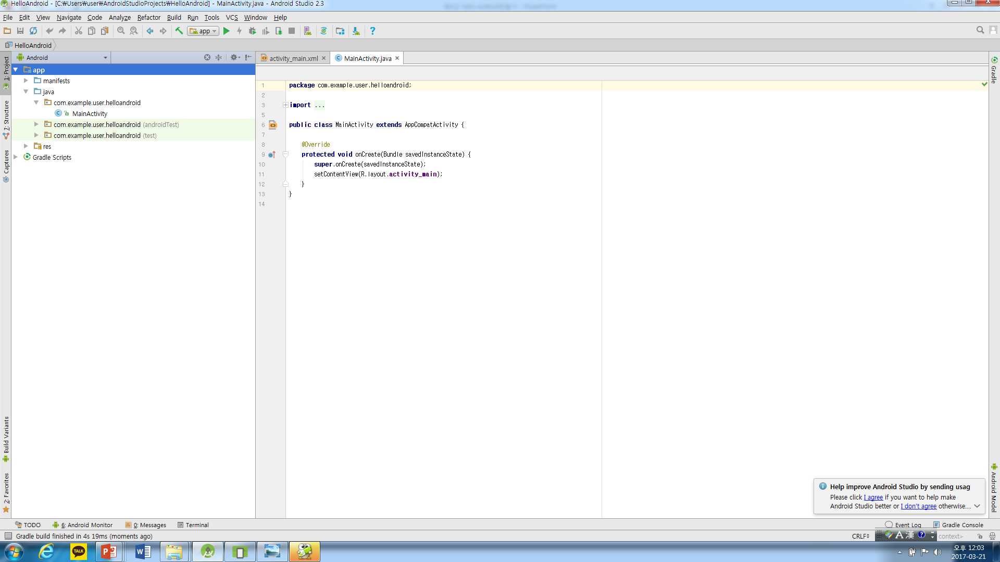 HelloAndroid - [C:₩Users₩user₩AndroidStudioProjects₩HelloAndroid] - MainActivity.java - Android Studio 2.3
File Edit View Navigate Code Analyze Refactor Build Run Tools VCS Window Help
app
HelloAndroid
Android
activity_main.xml
MainActivity.java
1: Project
7: Structure
Captures
Build Variants
2: Favorites
app
manifests
java
com.example.user.helloandroid
MainActivity
com.example.user.helloandroid (androidTest)
com.example.user.helloandroid (test)
res
Gradle Scripts
1 package com.example.user.helloandroid;
2
3 import ...
5
6 public class MainActivity extends AppCompatActivity {
7
8 @Override
9 protected void onCreate(Bundle savedInstanceState) {
10 super.onCreate(savedInstanceState);
11 setContentView(R.layout.activity_main);
12 }
13 }
14
Gradle
Android Model
Help improve Android Studio by sending usag
Please click I agree if you want to help make
Android Studio better or I don't agree otherwise....
TODO 6: Android Monitor 0: Messages Terminal
Event Log Gradle Console
Gradle build finished in 4s 19ms (moments ago)
CRLF A 漢 ? context>
TALK
오후 12:03
2017-03-21